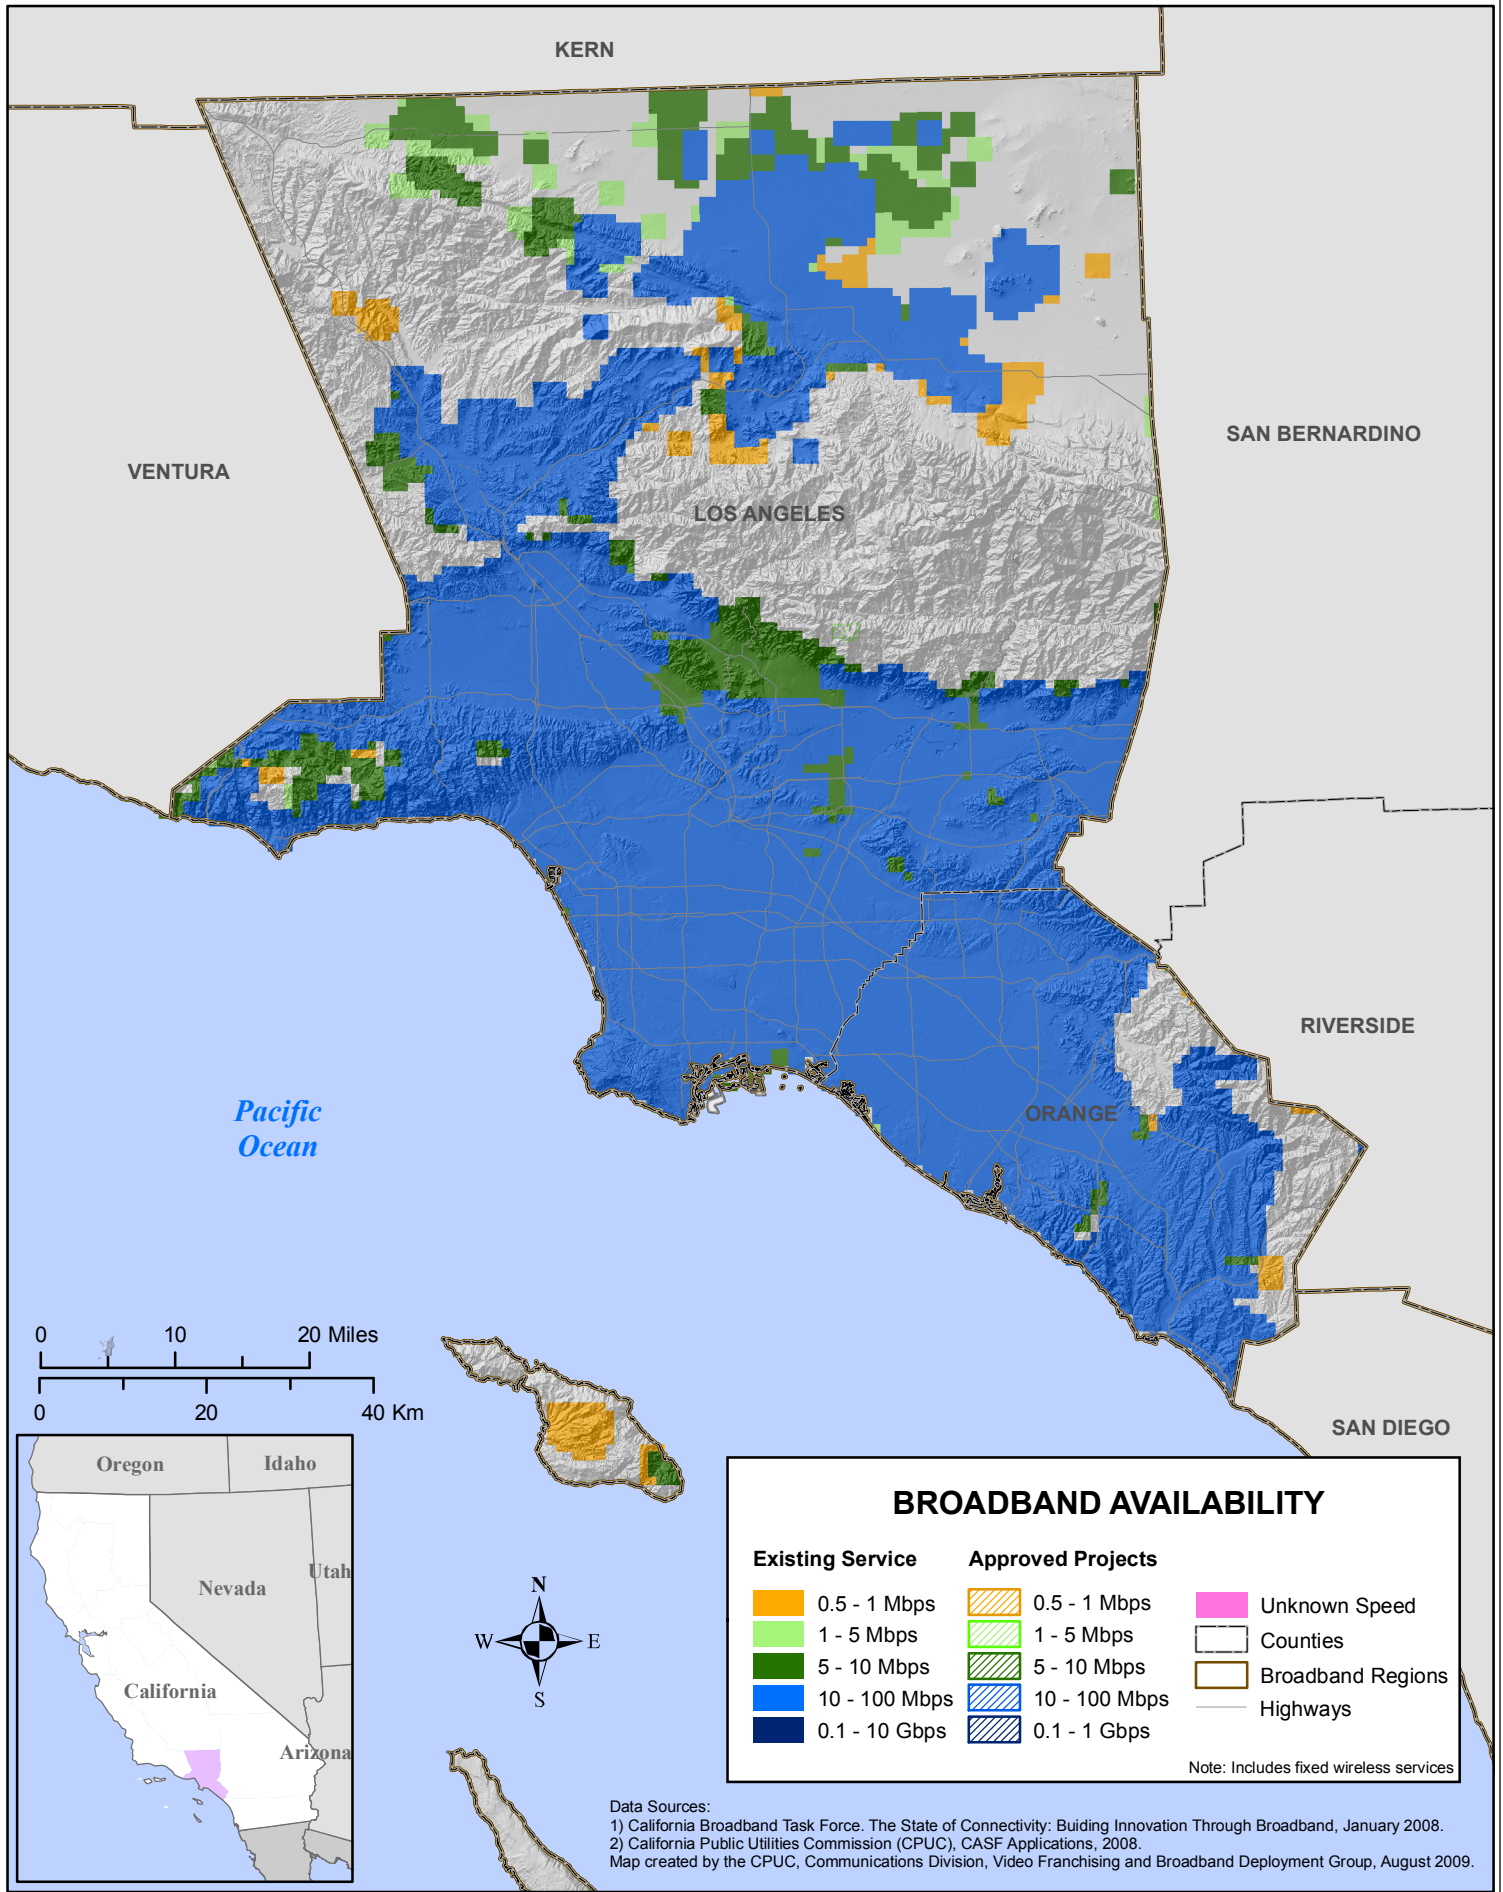 KERN
VENTURA
SAN BERNARDINO
LOS ANGELES
RIVERSIDE
ORANGE
Pacific
Ocean
SAN DIEGO
0 10 20 Miles
0 20 40 Km
Oregon
Idaho
Utah
Nevada
California
Arizona
N
W E
S
BROADBAND AVAILABILITY
Existing Service
0.5 - 1 Mbps
1 - 5 Mbps
5 - 10 Mbps
10 - 100 Mbps
0.1 - 10 Gbps
Approved Projects
0.5 - 1 Mbps
1 - 5 Mbps
5 - 10 Mbps
10 - 100 Mbps
0.1 - 1 Gbps
Unknown Speed
Counties
Broadband Regions
Highways
Note: Includes fixed wireless services
Data Sources:
1) California Broadband Task Force. The State of Connectivity: Buiding Innovation Through Broadband, January 2008.
2) California Public Utilities Commission (CPUC), CASF Applications, 2008.
Map created by the CPUC, Communications Division, Video Franchising and Broadband Deployment Group, August 2009.